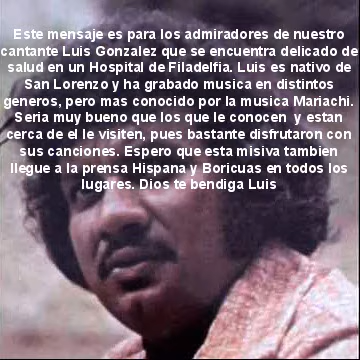 Este mensaje es para los admiradores de nuestro
cantante Luis Gonzalez que se encuentra delicado de
salud en un Hospital de Filadelfia. Luis es nativo de
San Lorenzo y ha grabado musica en distintos
generos, pero mas conocido por la musica Mariachi.
Seria muy bueno que los que le conocen y estan
cerca de el le visiten, pues bastante disfrutaron con
sus canciones. Espero que esta misiva tambien
llegue a la prensa Hispana y Boricuas en todos los
lugares. Dios te bendiga Luis